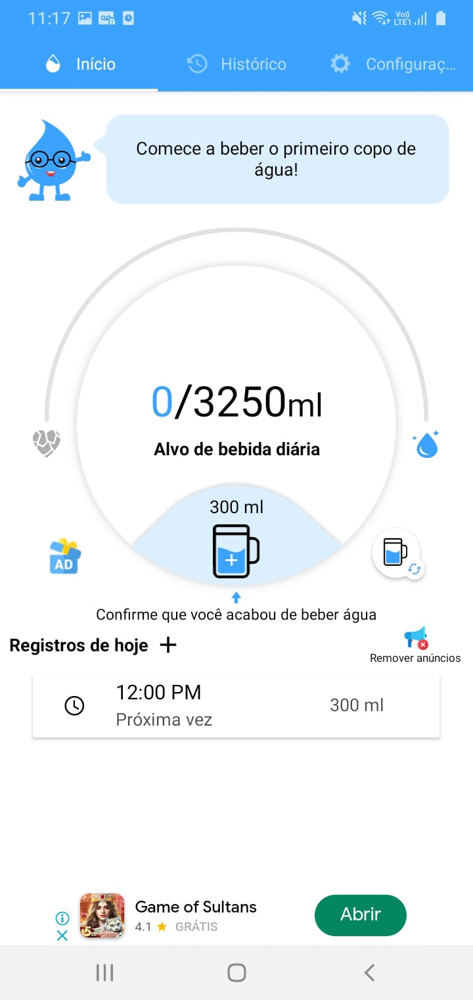 11:17
Vo))
LTE1
Início
Histórico
Configuraç...
Comece a beber o primeiro copo de
água!
0/3250ml
Alvo de bebida diária
300 ml
AD
Confirme que você acabou de beber água
Registros de hoje +
Remover anúncios
12:00 PM
300 ml
Próxima vez
Game of Sultans
4.1 ★ GRÁTIS
Abrir